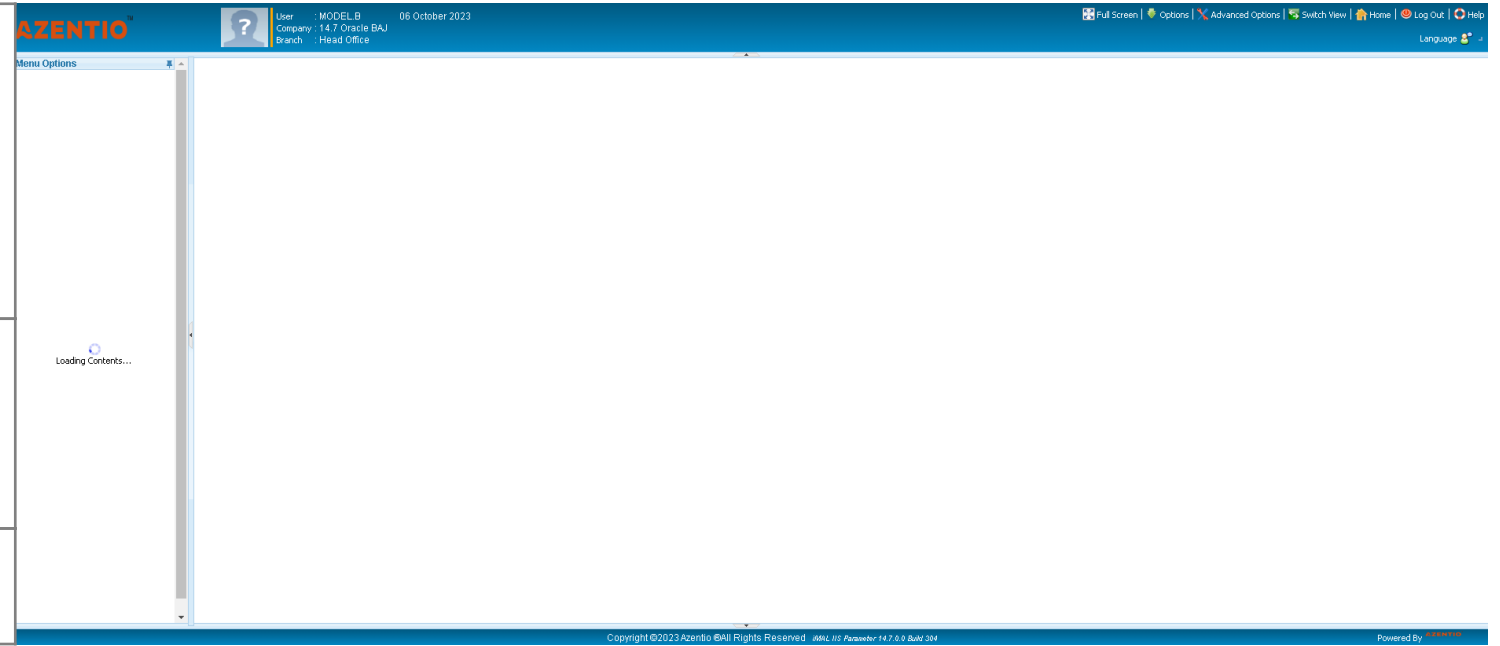 AZENTIO
User : MODEL.B 06 October 2023
Company : 14.7 Oracle BAJ
Branch : Head Office
Full Screen | Options | Advanced Options | Switch View | Home | Log Out | Help
Language
Menu Options
Loading Contents...
Copyright ©2023 Azentio ®All Rights Reserved iMAL IIS Parameter 14.7.0.0 Build 304
Powered By AZENTIO